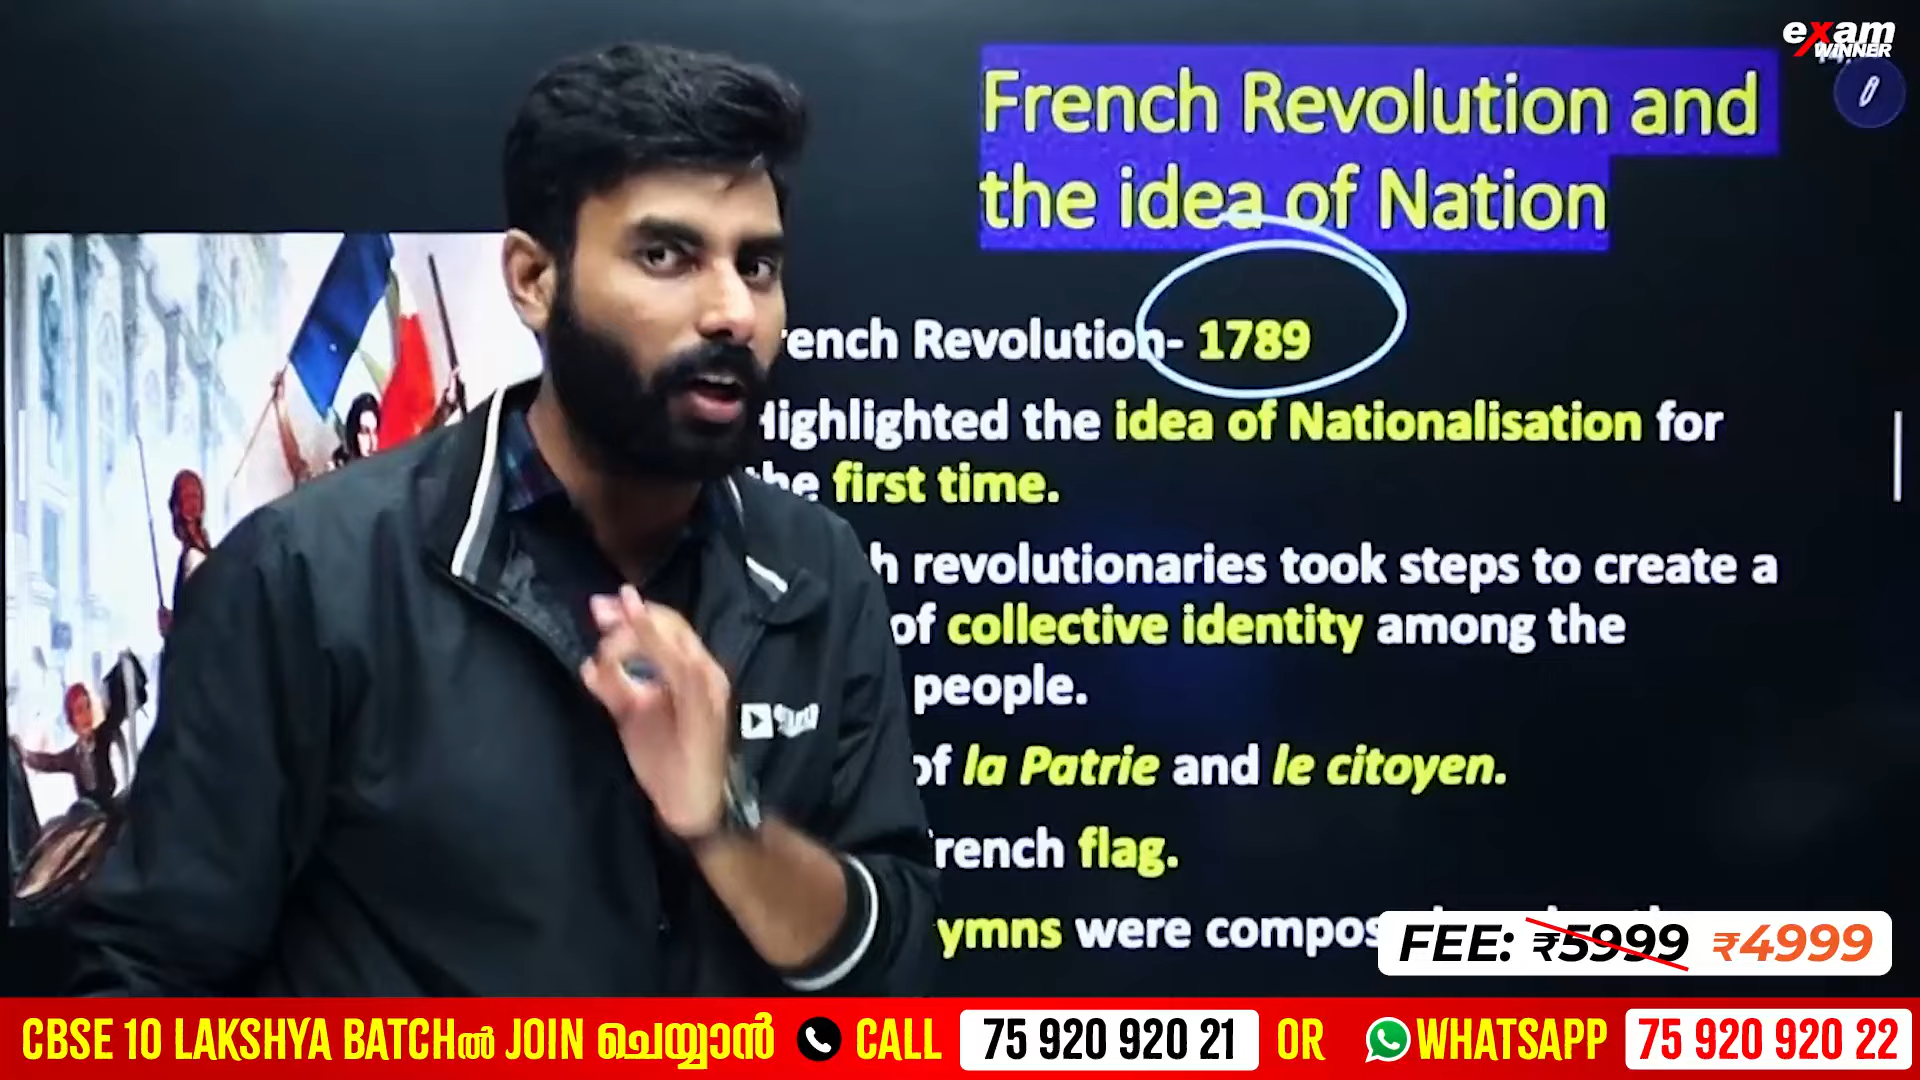 exam
WINNER
French Revolution and
the idea of Nation
rench Revolution- 1789
Highlighted the idea of Nationalisation for
the first time.
h revolutionaries took steps to create a
of collective identity among the
people.
of la Patrie and le citoyen.
rench flag.
ymns were compos
FEE: ₹5999 ₹4999
CBSE 10 LAKSHYA BATCHൽ JOIN ചെയ്യാൻ CALL 75 920 920 21 OR WHATSAPP 75 920 920 22